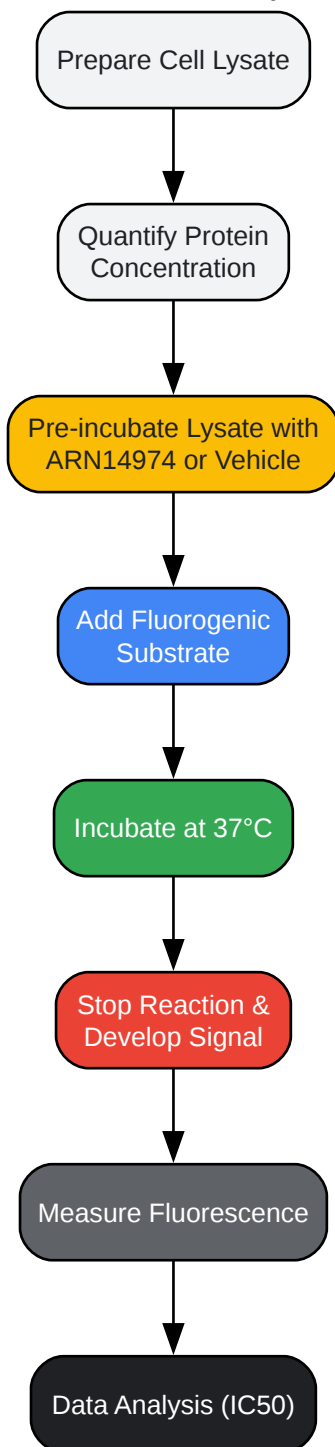 Prepare Cell Lysate
Quantify Protein
Concentration
Pre-incubate Lysate with
ARN14974 or Vehicle
Add Fluorogenic
Substrate
Incubate at 37°C
Stop Reaction &
Develop Signal
Measure Fluorescence
Data Analysis (IC50)